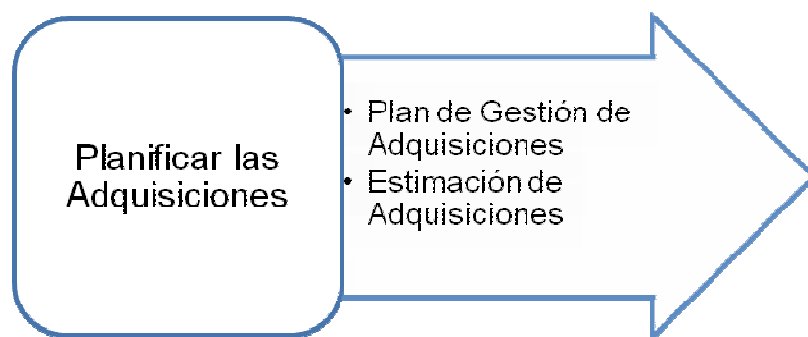 Planificar las
Adquisiciones
• Plan de Gestión de
Adquisiciones
• Estimación de
Adquisiciones